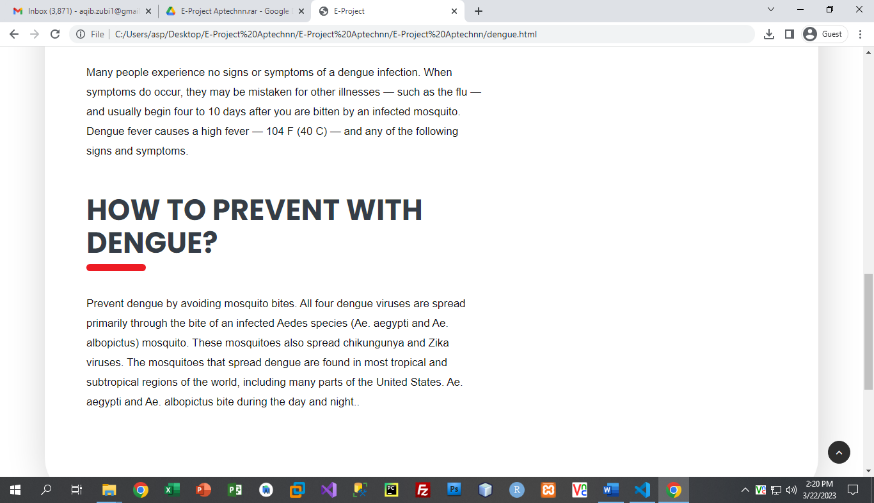 Inbox (3,871) - aqib.zubi1@gmai
E-Project Aptechnn.rar - Google
E-Project
File
C:/Users/asp/Desktop/E-Project%20Aptechnn/E-Project%20Aptechnn/E-Project%20Aptechnn/dengue.html
Guest
Many people experience no signs or symptoms of a dengue infection. When
symptoms do occur, they may be mistaken for other illnesses — such as the flu —
and usually begin four to 10 days after you are bitten by an infected mosquito.
Dengue fever causes a high fever — 104 F (40 C) — and any of the following
signs and symptoms.
HOW TO PREVENT WITH
DENGUE?
Prevent dengue by avoiding mosquito bites. All four dengue viruses are spread
primarily through the bite of an infected Aedes species (Ae. aegypti and Ae.
albopictus) mosquito. These mosquitoes also spread chikungunya and Zika
viruses. The mosquitoes that spread dengue are found in most tropical and
subtropical regions of the world, including many parts of the United States. Ae.
aegypti and Ae. albopictus bite during the day and night..
2:20 PM
3/22/2023